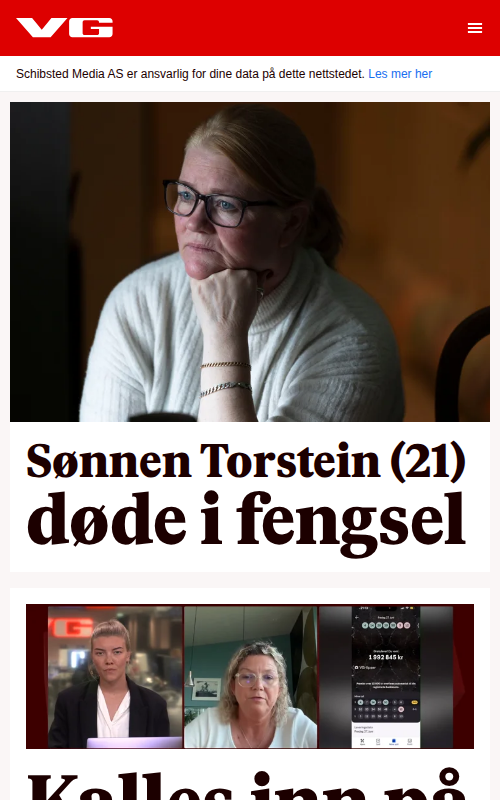 VG
Schibsted Media AS er ansvarlig for dine data på dette nettstedet. Les mer her
Sønnen Torstein (21)
døde i fengsel
VG
1 992 845 kr
Kalles inn på